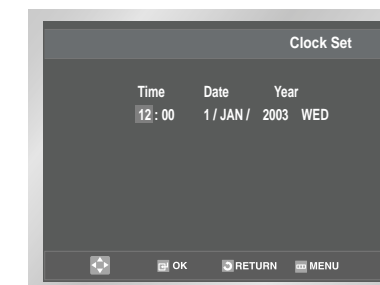 Clock Set
Time Date Year
12 : 00 1 / JAN / 2003 WED
OK RETURN MENU